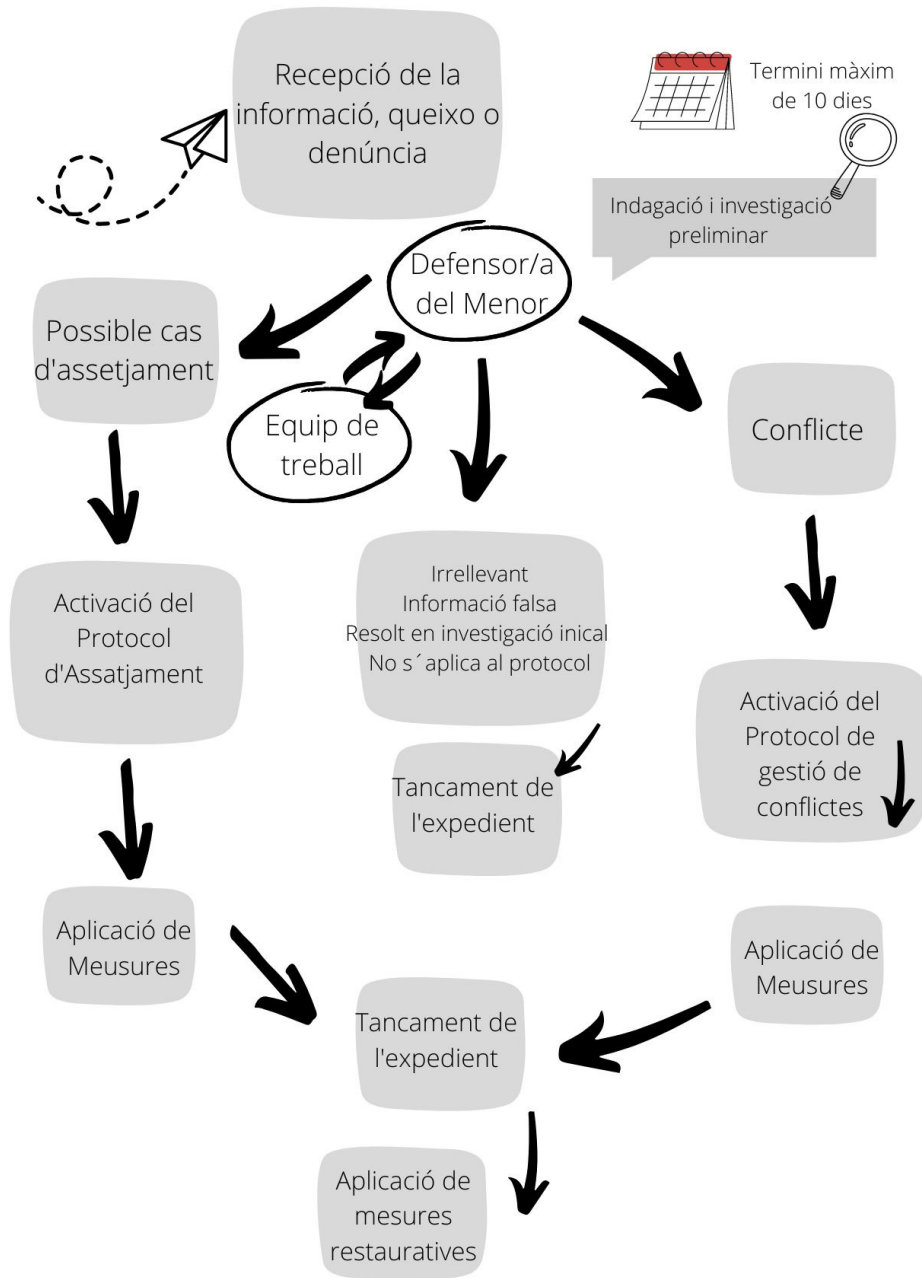 Recepció de la
informació, queixo o
denúncia
Termini màxim
de 10 dies
Indagació i investigació
preliminar
Defensor/a
del Menor
Possible cas
d'assetjament
Equip de
treball
Conflicte
Activació del
Protocol
d'Assatjament
Irrellevant
Informació falsa
Resolt en investigació inical
No s´aplica al protocol
Activació del
Protocol de
gestió de
conflictes
Tancament de
l'expedient
Aplicació de
Meusures
Aplicació de
Meusures
Tancament de
l'expedient
Aplicació de
mesures
restauratives